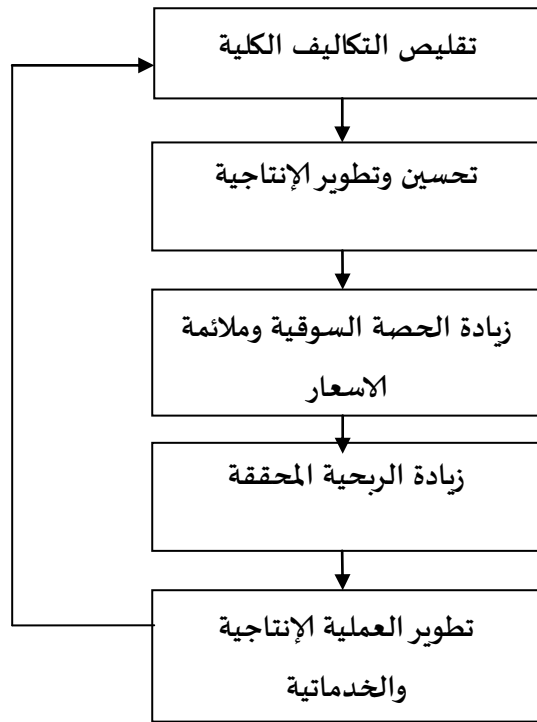 تقليص التكاليف الكلية
تحسين وتطوير الإنتاجية
زيادة الحصة السوقية وملائمة
الاسعار
زيادة الربحية المحققة
تطوير العملية الإنتاجية
والخدماتية